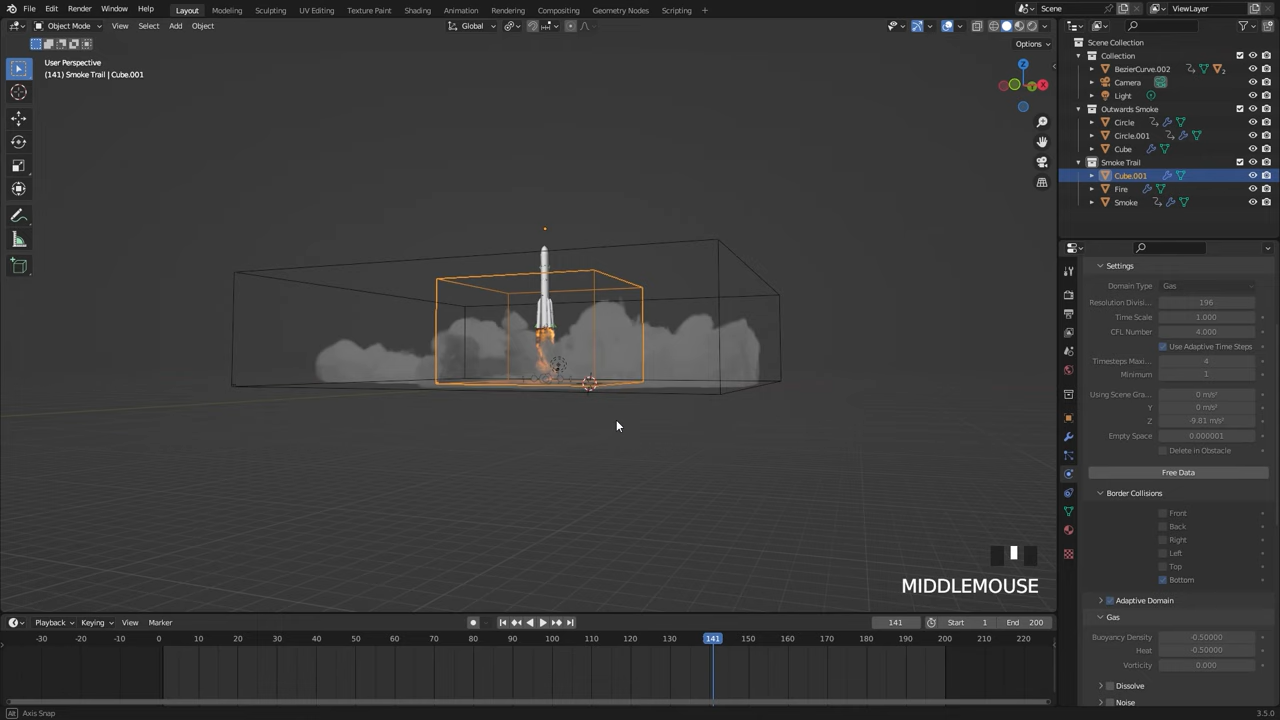 File Edit Render Window Help Layout Modeling Sculpting UV Editing Texture Paint Shading Animation Rendering Compositing Geometry Nodes Scripting Scene ViewLayer
Object Mode View Select Add Object Global
Options
User Perspective
(141) Smoke Trail | Cube.001
Z
X
Y
MIDDLEMOUSE
Scene Collection
Collection
BezierCurve.002 2
Camera
Light
Outwards Smoke
Circle
Circle.001
Cube
Smoke Trail
Cube.001
Fire
Smoke
Settings
Domain Type Gas
Resolution Divisi... 196
Time Scale 1.000
CFL Number 4.000
Use Adaptive Time Steps
Timesteps Maxi... 4
Minimum 1
Using Scene Gra... 0 m/s²
Y 0 m/s²
Z -9.81 m/s²
Empty Space 0.000001
Delete in Obstacle
Free Data
Border Collisions
Front
Back
Right
Left
Top
Bottom
Adaptive Domain
Gas
Buoyancy Density -0.50000
Heat -0.50000
Vorticity 0.000
Dissolve
Noise
Playback Keying View Marker 141 Start 1 End 200
-30 -20 -10 0 10 20 30 40 50 60 70 80 90 100 110 120 130 141 150 160 170 180 190 200 210 220
Alt Axis Snap 3.5.0